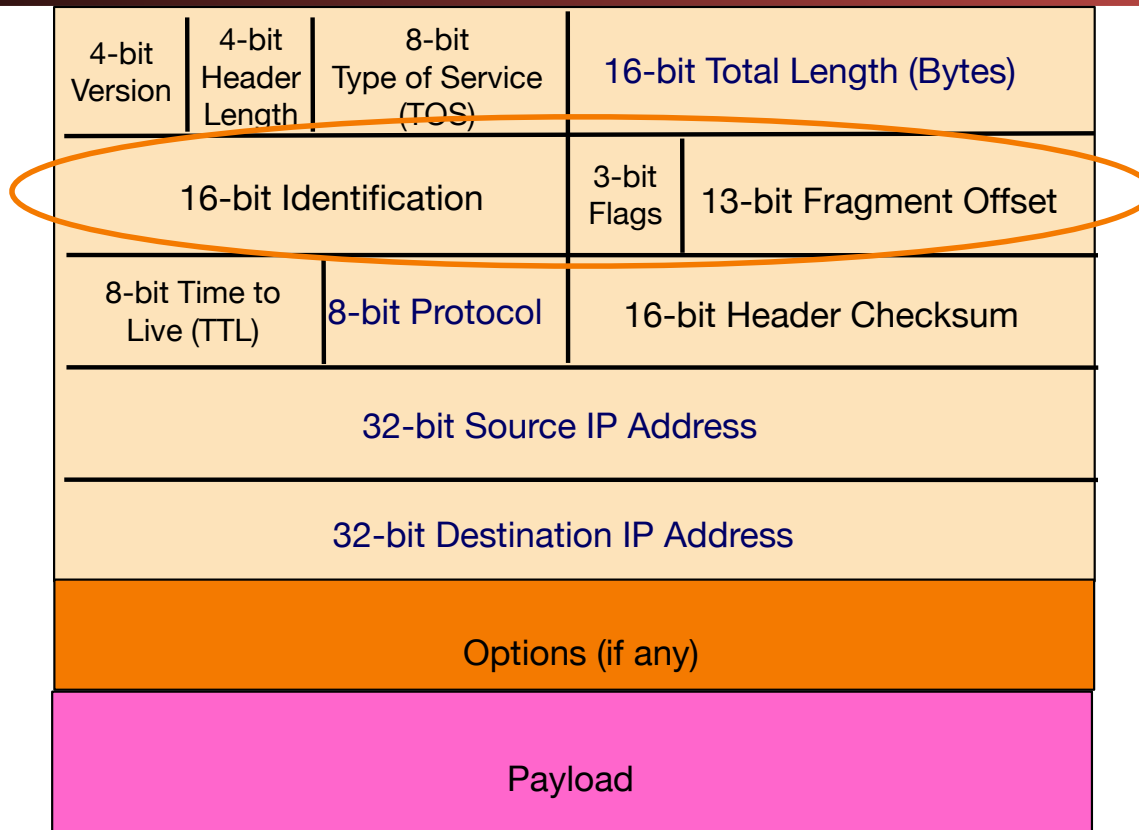 4-bit
Version
4-bit
Header
Length
8-bit
Type of Service
(TOS)
16-bit Total Length (Bytes)
16-bit Identification
3-bit
Flags
13-bit Fragment Offset
8-bit Time to
Live (TTL)
8-bit Protocol
16-bit Header Checksum
32-bit Source IP Address
32-bit Destination IP Address
Options (if any)
Payload